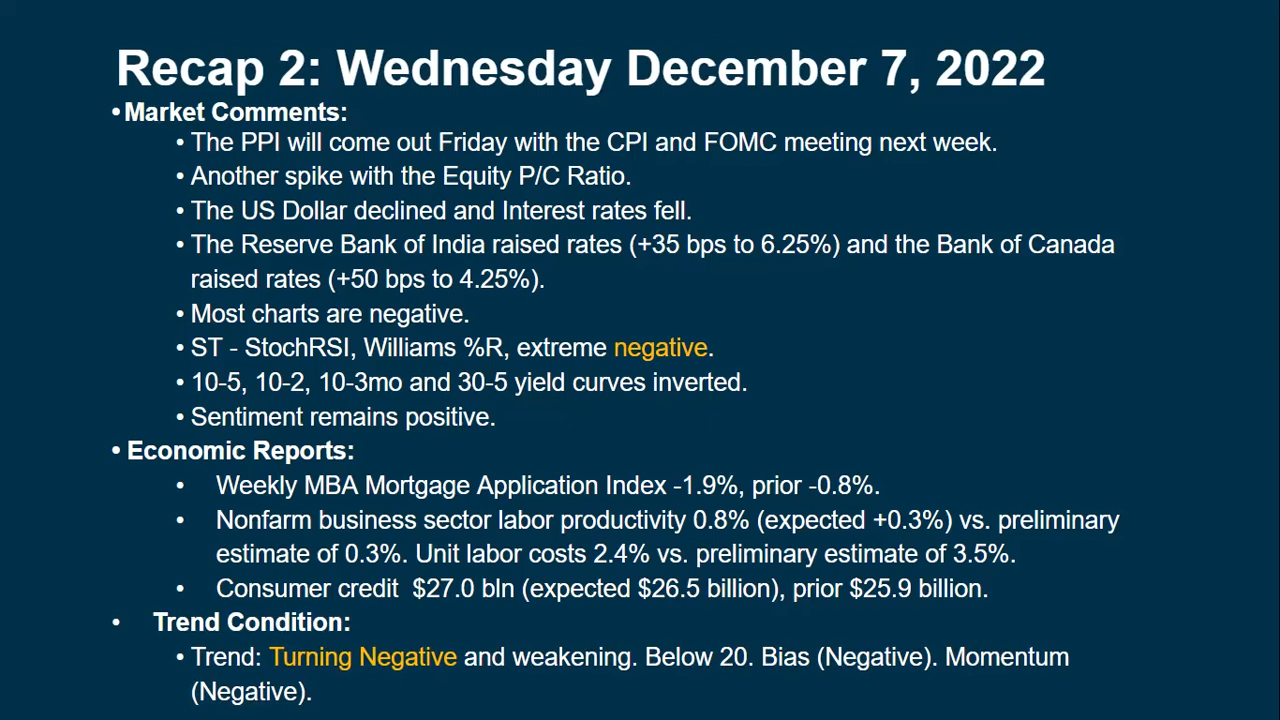 Recap 2: Wednesday December 7, 2022
• Market Comments:
• The PPI will come out Friday with the CPI and FOMC meeting next week.
• Another spike with the Equity P/C Ratio.
• The US Dollar declined and Interest rates fell.
• The Reserve Bank of India raised rates (+35 bps to 6.25%) and the Bank of Canada
raised rates (+50 bps to 4.25%).
• Most charts are negative.
• ST - StochRSI, Williams %R, extreme negative.
• 10-5, 10-2, 10-3mo and 30-5 yield curves inverted.
• Sentiment remains positive.
• Economic Reports:
• Weekly MBA Mortgage Application Index -1.9%, prior -0.8%.
• Nonfarm business sector labor productivity 0.8% (expected +0.3%) vs. preliminary
estimate of 0.3%. Unit labor costs 2.4% vs. preliminary estimate of 3.5%.
• Consumer credit  $27.0 bln (expected $26.5 billion), prior $25.9 billion.
• Trend Condition:
• Trend: Turning Negative and weakening. Below 20. Bias (Negative). Momentum
(Negative).